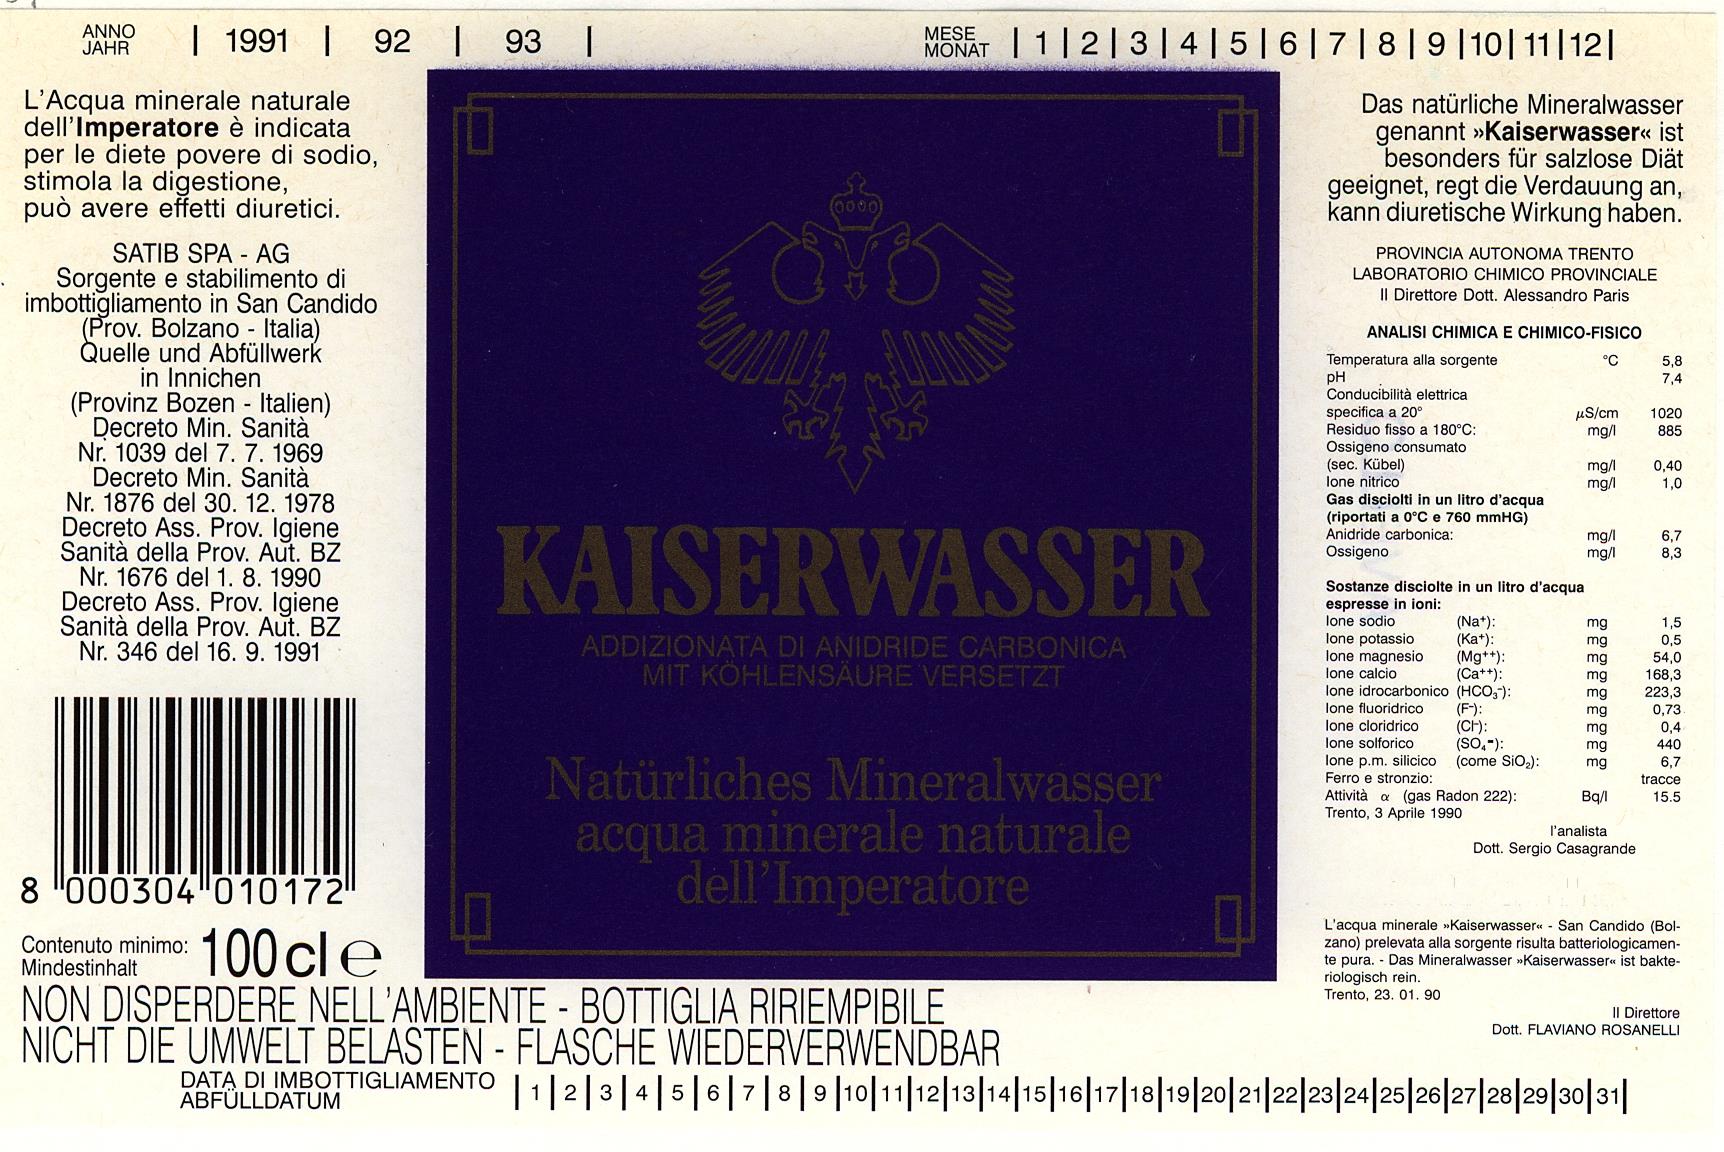 ANNO
JAHR | 1991 | 92 | 93 |
MESE
MONAT | 1 | 2 | 3 | 4 | 5 | 6 | 7 | 8 | 9 | 10 | 11 | 12 |
L'Acqua minerale naturale
dell'Imperatore è indicata
per le diete povere di sodio,
stimola la digestione,
può avere effetti diuretici.
SATIB SPA - AG
Sorgente e stabilimento di
imbottigliamento in San Candido
(Prov. Bolzano - Italia)
Quelle und Abfüllwerk
in Innichen
(Provinz Bozen - Italien)
Decreto Min. Sanità
Nr. 1039 del 7. 7. 1969
Decreto Min. Sanità
Nr. 1876 del 30. 12. 1978
Decreto Ass. Prov. Igiene
Sanità della Prov. Aut. BZ
Nr. 1676 del 1. 8. 1990
Decreto Ass. Prov. Igiene
Sanità della Prov. Aut. BZ
Nr. 346 del 16. 9. 1991
8 000304 010172
Contenuto minimo:
Mindestinhalt
100 cl e
KAISERWASSER
ADDIZIONATA DI ANIDRIDE CARBONICA
MIT KÖHLENSÄURE VERSETZT
Natürliches Mineralwasser
acqua minerale naturale
dell'Imperatore
Das natürliche Mineralwasser
genannt »Kaiserwasser« ist
besonders für salzlose Diät
geeignet, regt die Verdauung an,
kann diuretische Wirkung haben.
PROVINCIA AUTONOMA TRENTO
LABORATORIO CHIMICO PROVINCIALE
Il Direttore Dott. Alessandro Paris
ANALISI CHIMICA E CHIMICO-FISICO
Temperatura alla sorgente °C 5,8
pH 7,4
Conducibilità elettrica
specifica a 20° µS/cm 1020
Residuo fisso a 180°C: mg/l 885
Ossigeno consumato
(sec. Kübel) mg/l 0,40
Ione nitrico mg/l 1,0
Gas disciolti in un litro d'acqua
(riportati a 0°C e 760 mmHG)
Anidride carbonica: mg/l 6,7
Ossigeno mg/l 8,3
Sostanze disciolte in un litro d'acqua
espresse in ioni:
Ione sodio (Na⁺): mg 1,5
Ione potassio (Ka⁺): mg 0,5
Ione magnesio (Mg⁺⁺): mg 54,0
Ione calcio (Ca⁺⁺): mg 168,3
Ione idrocarbonico (HCO₃⁻): mg 223,3
Ione fluoridrico (F⁻): mg 0,73
Ione cloridrico (Cl⁻): mg 0,4
Ione solforico (SO₄⁼): mg 440
Ione p.m. silicico (come SiO₂): mg 6,7
Ferro e stronzio: tracce
Attività α (gas Radon 222): Bq/l 15.5
Trento, 3 Aprile 1990
l'analista
Dott. Sergio Casagrande
L'acqua minerale »Kaiserwasser« - San Candido (Bol-
zano) prelevata alla sorgente risulta batteriologicamen-
te pura. - Das Mineralwasser »Kaiserwasser« ist bakte-
riologisch rein.
Trento, 23. 01. 90
Il Direttore
Dott. FLAVIANO ROSANELLI
NON DISPERDERE NELL'AMBIENTE - BOTTIGLIA RIRIEMPIBILE
NICHT DIE UMWELT BELASTEN - FLASCHE WIEDERVERWENDBAR
DATA DI IMBOTTIGLIAMENTO
ABFÜLLDATUM
| 1 | 2 | 3 | 4 | 5 | 6 | 7 | 8 | 9 | 10 | 11 | 12 | 13 | 14 | 15 | 16 | 17 | 18 | 19 | 20 | 21 | 22 | 23 | 24 | 25 | 26 | 27 | 28 | 29 | 30 | 31 |